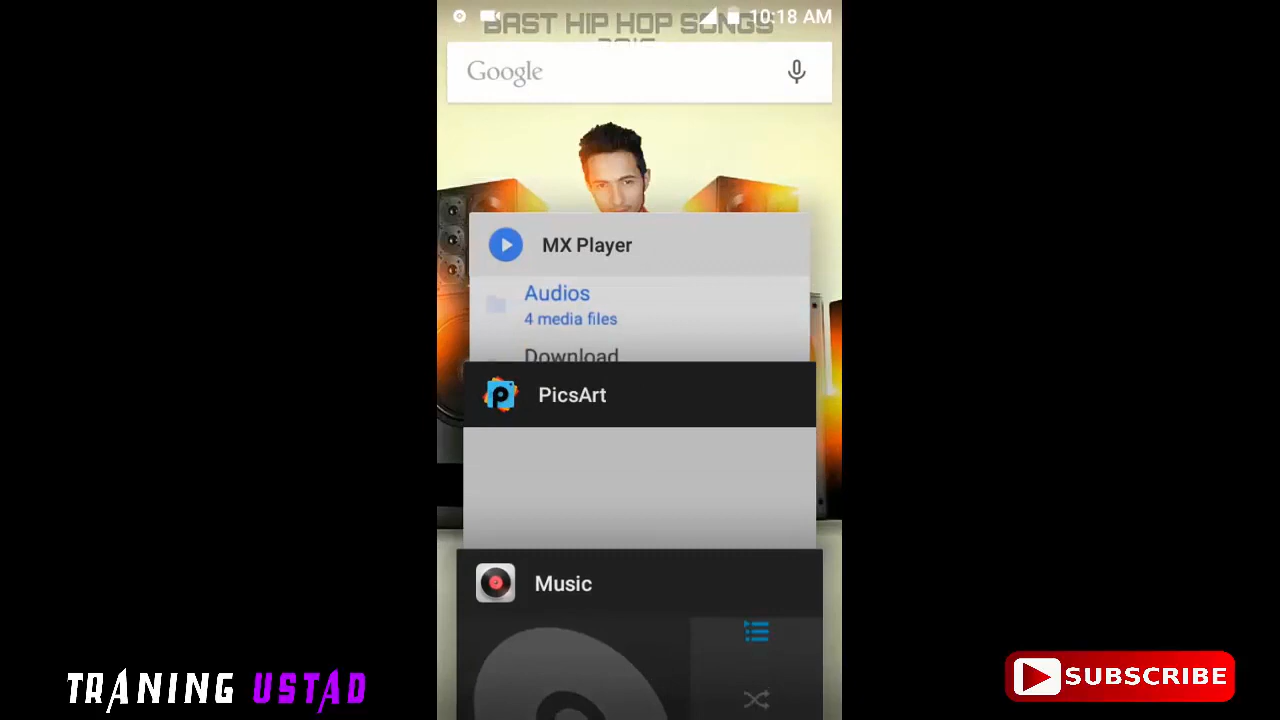 10:18 AM
BAST HIP HOP SONGS
Google
MX Player
Audios
4 media files
Download
PicsArt
Music
TRANING USTAD
SUBSCRIBE